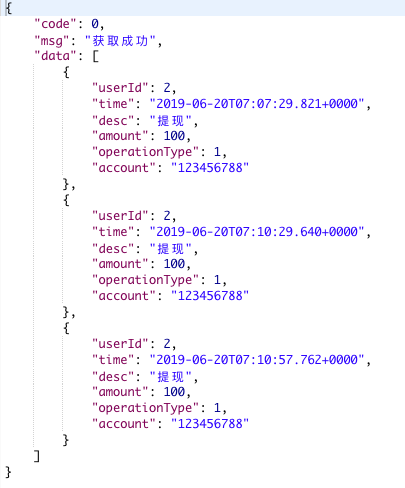 {
    "code": 0,
    "msg": "获取成功",
    "data": [
        {
            "userId": 2,
            "time": "2019-06-20T07:07:29.821+0000",
            "desc": "提现",
            "amount": 100,
            "operationType": 1,
            "account": "123456788"
        },
        {
            "userId": 2,
            "time": "2019-06-20T07:10:29.640+0000",
            "desc": "提现",
            "amount": 100,
            "operationType": 1,
            "account": "123456788"
        },
        {
            "userId": 2,
            "time": "2019-06-20T07:10:57.762+0000",
            "desc": "提现",
            "amount": 100,
            "operationType": 1,
            "account": "123456788"
        }
    ]
}